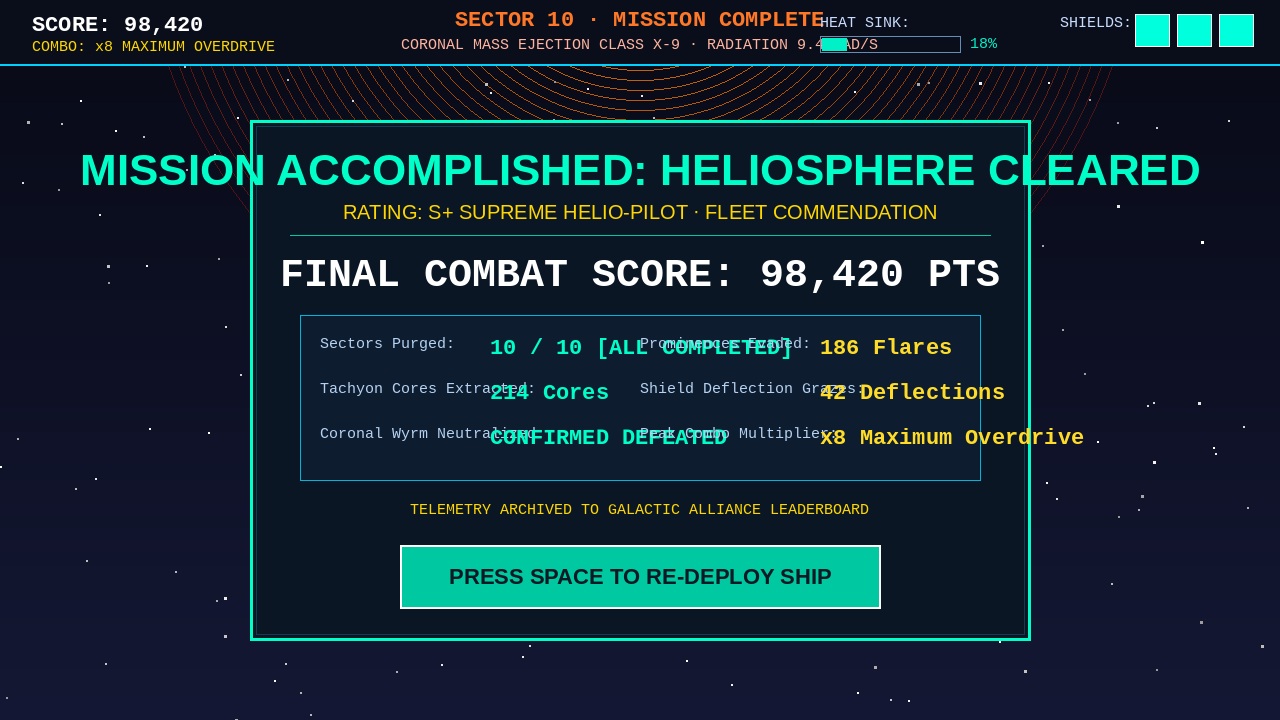 SCORE: 98,420
COMBO: x8 MAXIMUM OVERDRIVE
SECTOR 10 · MISSION COMPLETE
CORONAL MASS EJECTION CLASS X-9 · RADIATION 9.4 RAD/S
HEAT SINK:
18%
SHIELDS:
MISSION ACCOMPLISHED: HELIOSPHERE CLEARED
RATING: S+ SUPREME HELIO-PILOT · FLEET COMMENDATION
FINAL COMBAT SCORE: 98,420 PTS
Sectors Purged: 10 / 10 [ALL COMPLETED] Prominences Evaded: 186 Flares
Tachyon Cores Extracted: 214 Cores Shield Deflection Grazes: 42 Deflections
Coronal Wyrm Neutralized: CONFIRMED DEFEATED Peak Combo Multiplier: x8 Maximum Overdrive
TELEMETRY ARCHIVED TO GALACTIC ALLIANCE LEADERBOARD
PRESS SPACE TO RE-DEPLOY SHIP